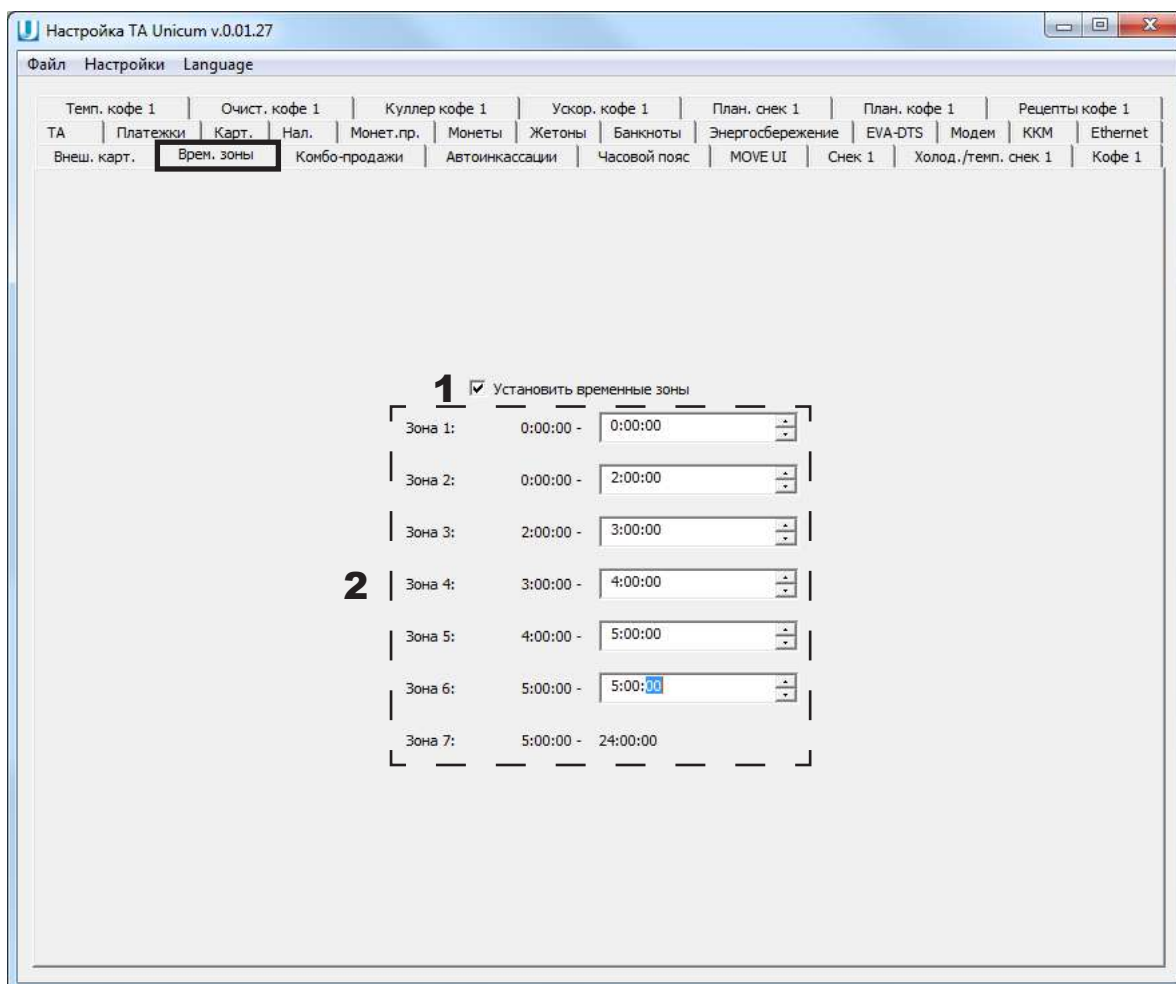 Настройка TA Unicum v.0.01.27
Файл Настройки Language
Темп. кофе 1 Очист. кофе 1 Куллер кофе 1 Ускор. кофе 1 План. снек 1 План. кофе 1 Рецепты кофе 1
ТА Платежки Карт. Нал. Монет.пр. Монеты Жетоны Банкноты Энергосбережение EVA-DTS Модем ККМ Ethernet
Внеш. карт. Врем. зоны Комбо-продажи Автоинкассации Часовой пояс MOVE UI Снек 1 Холод./темп. снек 1 Кофе 1
1 Установить временные зоны
Зона 1: 0:00:00 - 0:00:00
Зона 2: 0:00:00 - 2:00:00
Зона 3: 2:00:00 - 3:00:00
2 Зона 4: 3:00:00 - 4:00:00
Зона 5: 4:00:00 - 5:00:00
Зона 6: 5:00:00 - 5:00:00
Зона 7: 5:00:00 - 24:00:00